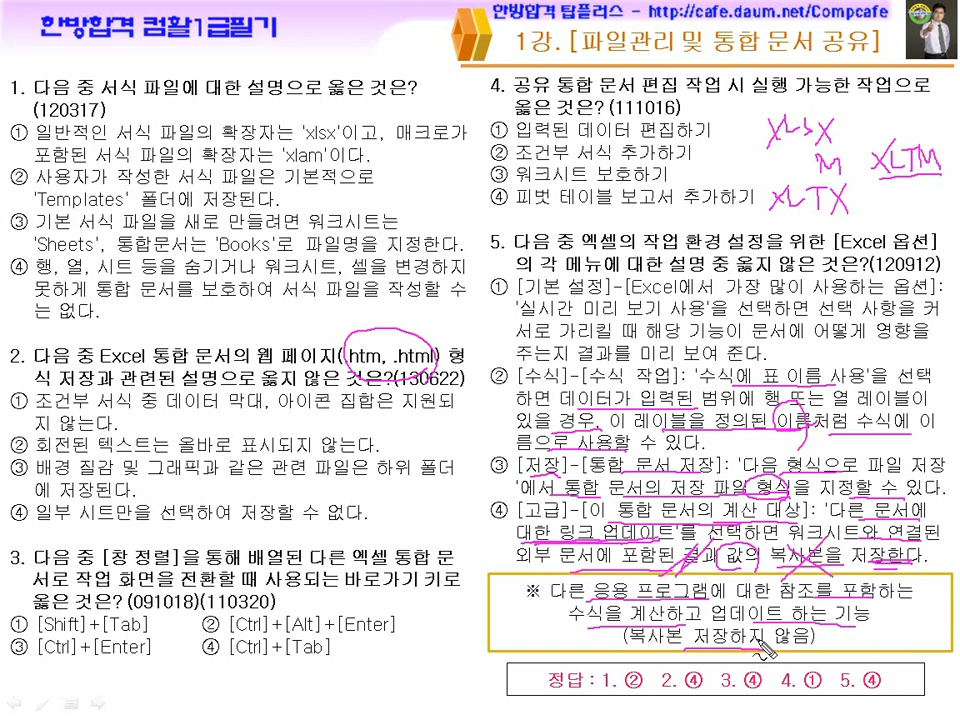 한방합격 컴활1급필기
한방합격 탑플러스 - http://cafe.daum.net/Compcafe
1강. [파일관리 및 통합 문서 공유]
1. 다음 중 서식 파일에 대한 설명으로 옳은 것은?
(120317)
① 일반적인 서식 파일의 확장자는 'xlsx'이고, 매크로가
포함된 서식 파일의 확장자는 'xlam'이다.
② 사용자가 작성한 서식 파일은 기본적으로
'Templates' 폴더에 저장된다.
③ 기본 서식 파일을 새로 만들려면 워크시트는
'Sheets', 통합문서는 'Books'로 파일명을 지정한다.
④ 행, 열, 시트 등을 숨기거나 워크시트, 셀을 변경하지
못하게 통합 문서를 보호하여 서식 파일을 작성할 수
는 없다.
2. 다음 중 Excel 통합 문서의 웹 페이지(.htm, .html) 형
식 저장과 관련된 설명으로 옳지 않은 것은?(130622)
① 조건부 서식 중 데이터 막대, 아이콘 집합은 지원되
지 않는다.
② 회전된 텍스트는 올바로 표시되지 않는다.
③ 배경 질감 및 그래픽과 같은 관련 파일은 하위 폴더
에 저장된다.
④ 일부 시트만을 선택하여 저장할 수 없다.
3. 다음 중 [창 정렬]을 통해 배열된 다른 엑셀 통합 문
서로 작업 화면을 전환할 때 사용되는 바로가기 키로
옳은 것은? (091018)(110320)
① [Shift]+[Tab] ② [Ctrl]+[Alt]+[Enter]
③ [Ctrl]+[Enter] ④ [Ctrl]+[Tab]
4. 공유 통합 문서 편집 작업 시 실행 가능한 작업으로
옳은 것은? (111016)
① 입력된 데이터 편집하기
② 조건부 서식 추가하기
③ 워크시트 보호하기
④ 피벗 테이블 보고서 추가하기
XLSX
M
XLTM
XLTX
5. 다음 중 엑셀의 작업 환경 설정을 위한 [Excel 옵션]
의 각 메뉴에 대한 설명 중 옳지 않은 것은?(120912)
① [기본 설정]-[Excel에서 가장 많이 사용하는 옵션]:
'실시간 미리 보기 사용'을 선택하면 선택 사항을 커
서로 가리킬 때 해당 기능이 문서에 어떻게 영향을
주는지 결과를 미리 보여 준다.
② [수식]-[수식 작업]: '수식에 표 이름 사용'을 선택
하면 데이터가 입력된 범위에 행 또는 열 레이블이
있을 경우, 이 레이블을 정의된 이름처럼 수식에 이
름으로 사용할 수 있다.
③ [저장]-[통합 문서 저장]: '다음 형식으로 파일 저장
'에서 통합 문서의 저장 파일 형식을 지정할 수 있다.
④ [고급]-[이 통합 문서의 계산 대상]: '다른 문서에
대한 링크 업데이트'를 선택하면 워크시트와 연결된
외부 문서에 포함된 결과 값의 복사본을 저장한다.
※ 다른 응용 프로그램에 대한 참조를 포함하는
수식을 계산하고 업데이트 하는 기능
(복사본 저장하지 않음)
정답 : 1. ② 2. ④ 3. ④ 4. ① 5. ④